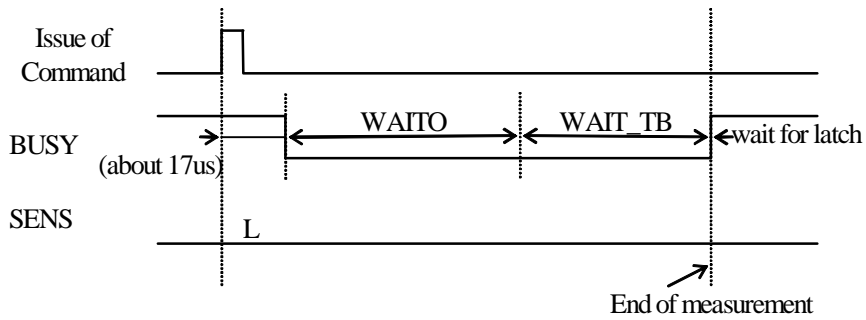 Issue of
Command
WAITO
WAIT_TB
wait for latch
BUSY
(about 17us)
SENS
L
End of measurement